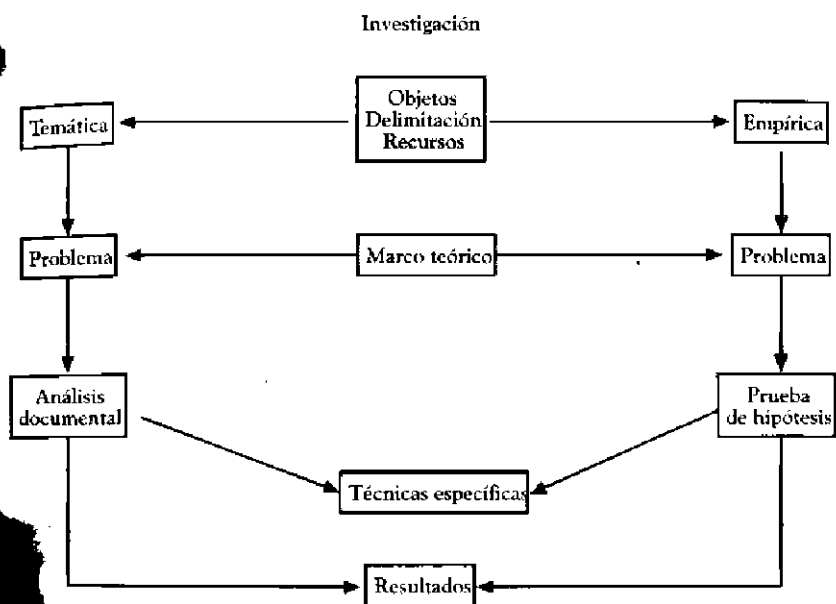 Investigación
Objetos
Delimitación
Recursos
Temática
Empírica
Problema
Marco teórico
Problema
Análisis
documental
Prueba
de hipótesis
Técnicas específicas
Resultados